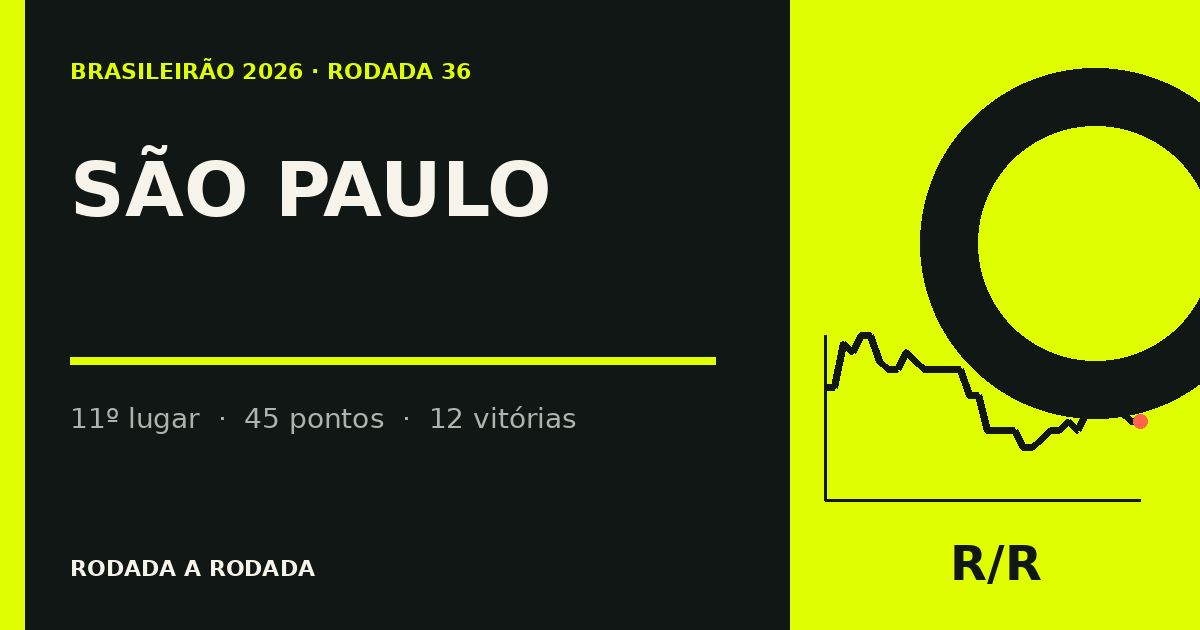 BRASILEIRÃO 2026 · RODADA 36
SÃO PAULO
11º lugar · 45 pontos · 12 vitórias
RODADA A RODADA
R/R